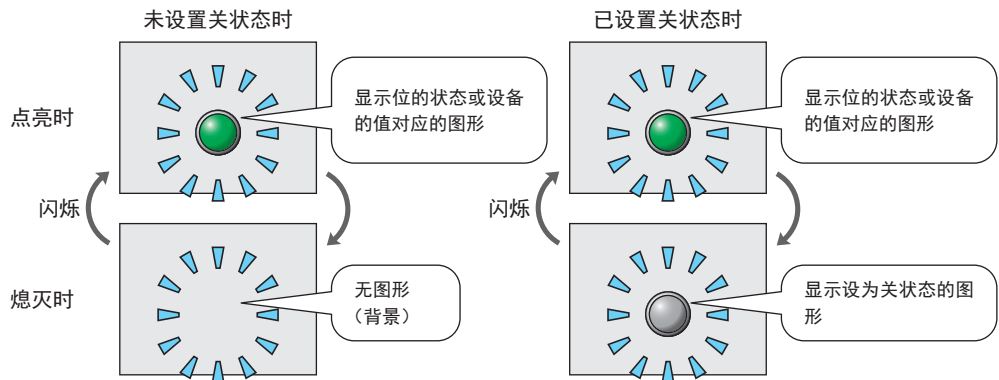 未设置关状态时
已设置关状态时
点亮时
显示位的状态或设备
的值对应的图形
显示位的状态或设备
的值对应的图形
闪烁
闪烁
熄灭时
无图形
（背景）
显示设为关状态的图
形